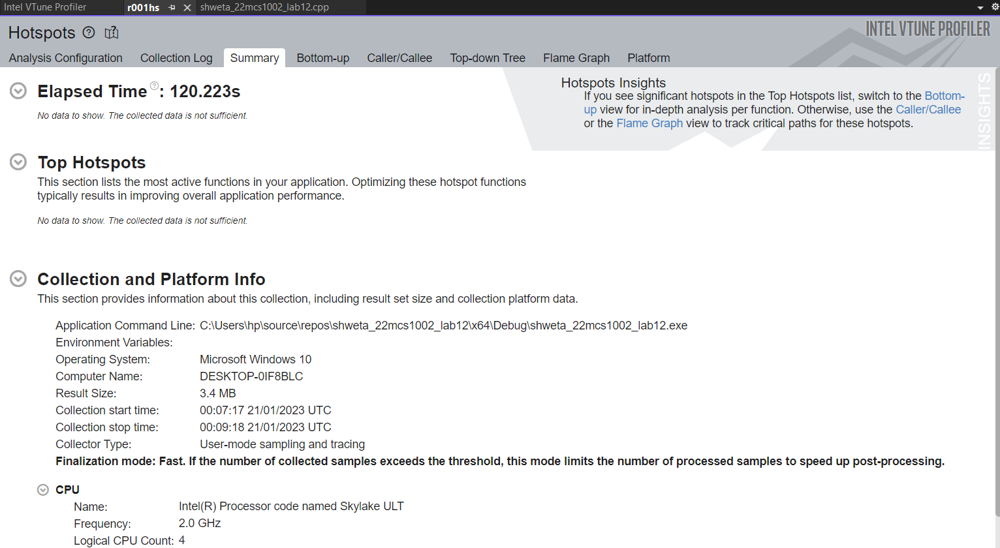 Intel VTune Profiler
r001hs
shweta_22mcs1002_lab12.cpp
Hotspots
INTEL VTUNE PROFILER
Analysis Configuration
Collection Log
Summary
Bottom-up
Caller/Callee
Top-down Tree
Flame Graph
Platform
Elapsed Time ? : 120.223s
No data to show. The collected data is not sufficient.
Hotspots Insights
If you see significant hotspots in the Top Hotspots list, switch to the Bottom-
up view for in-depth analysis per function. Otherwise, use the Caller/Callee
or the Flame Graph view to track critical paths for these hotspots.
INSIGHTS
Top Hotspots
This section lists the most active functions in your application. Optimizing these hotspot functions
typically results in improving overall application performance.
No data to show. The collected data is not sufficient.
Collection and Platform Info
This section provides information about this collection, including result set size and collection platform data.
Application Command Line: C:\Users\hp\source\repos\shweta_22mcs1002_lab12\x64\Debug\shweta_22mcs1002_lab12.exe
Environment Variables:
Operating System: Microsoft Windows 10
Computer Name: DESKTOP-0IF8BLC
Result Size: 3.4 MB
Collection start time: 00:07:17 21/01/2023 UTC
Collection stop time: 00:09:18 21/01/2023 UTC
Collector Type: User-mode sampling and tracing
Finalization mode: Fast. If the number of collected samples exceeds the threshold, this mode limits the number of processed samples to speed up post-processing.
CPU
Name: Intel(R) Processor code named Skylake ULT
Frequency: 2.0 GHz
Logical CPU Count: 4